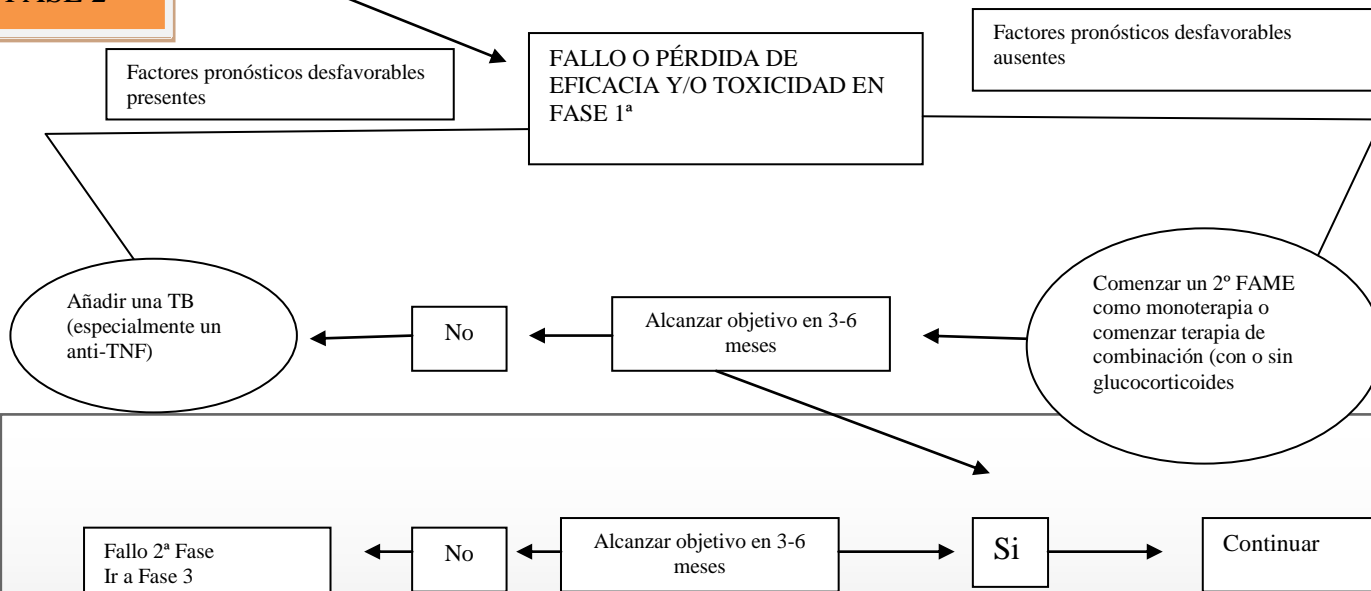 FASE 2
Factores pronósticos desfavorables
presentes
FALLO O PÉRDIDA DE
EFICACIA Y/O TOXICIDAD EN
FASE 1ª
Factores pronósticos desfavorables
ausentes
Añadir una TB
(especialmente un
anti-TNF)
No
Alcanzar objetivo en 3-6
meses
Comenzar un 2º FAME
como monoterapia o
comenzar terapia de
combinación (con o sin
glucocorticoides
Fallo 2ª Fase
Ir a Fase 3
No
Alcanzar objetivo en 3-6
meses
Si
Continuar